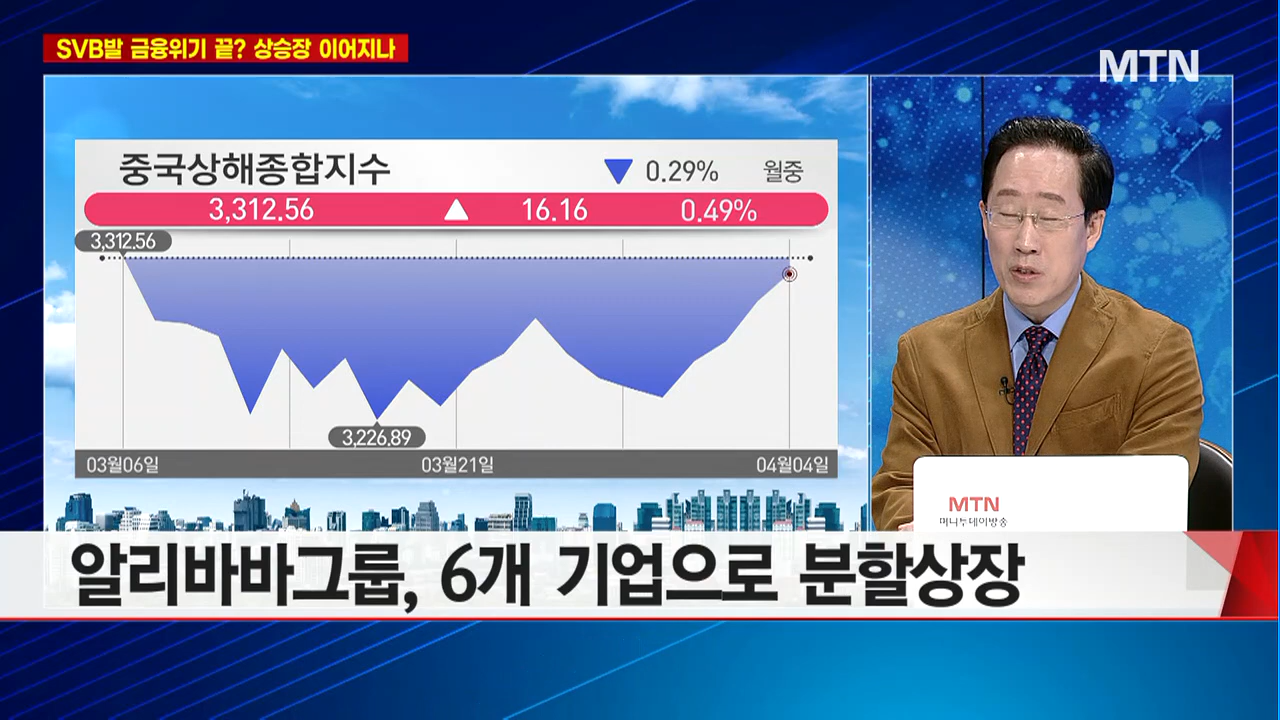 SVB발 금융위기 끝? 상승장 이어지나
MTN
중국상해종합지수 ▼ 0.29% 월중
3,312.56 ▲ 16.16 0.49%
3,312.56
3,226.89
03월06일 03월21일 04월04일
MTN
머니투데이방송
알리바바그룹, 6개 기업으로 분할상장